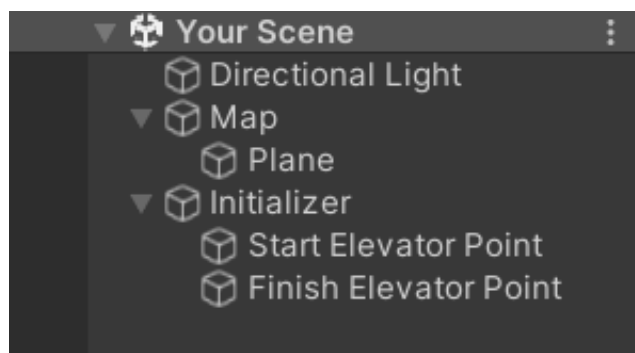 Your Scene
Directional Light
Map
Plane
Initializer
Start Elevator Point
Finish Elevator Point